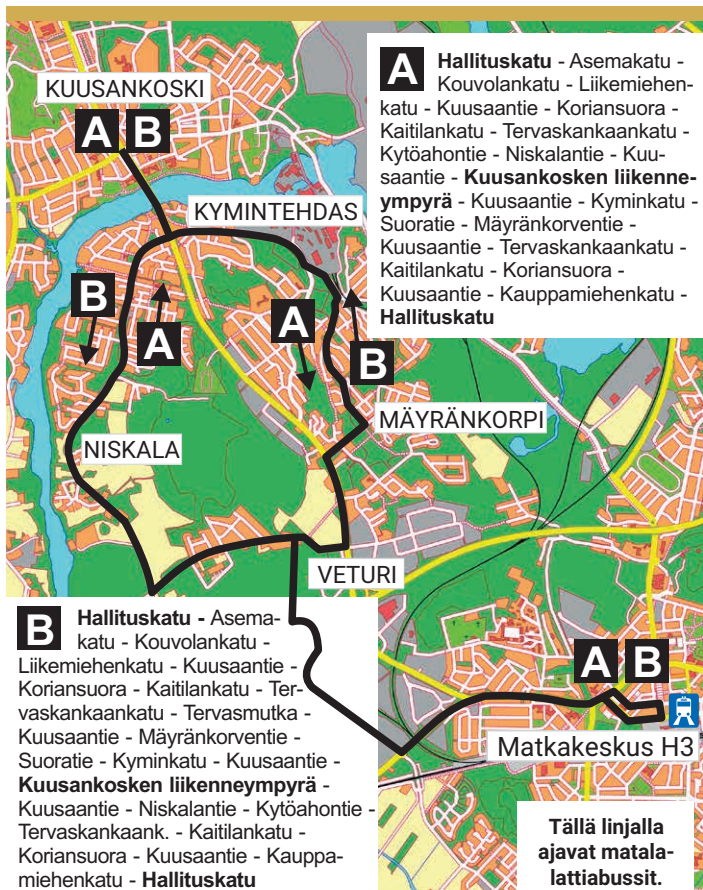 KUUSANKOSKI
A B
KYMINTEHDAS
B
A
A
B
MÄYRÄNKORPI
NISKALA
VETURI
A B
Matkakeskus H3
A
Hallituskatu - Asemakatu -
Kouvolankatu - Liikemiehen-
katu - Kuusaantie - Koriansuora -
Kaitilankatu - Tervaskankaankatu -
Kytöahontie - Niskalantie - Kuu-
saantie - Kuusankosken liikenne-
ympyrä - Kuusaantie - Kyminkatu -
Suoratie - Mäyränkorventie -
Kuusaantie - Tervaskankaankatu -
Kaitilankatu - Koriansuora -
Kuusaantie - Kauppamiehenkatu -
Hallituskatu
B
Hallituskatu - Asema-
katu - Kouvolankatu -
Liikemiehenkatu - Kuusaantie -
Koriansuora - Kaitilankatu - Ter-
vaskankaankatu - Tervasmutka -
Kuusaantie - Mäyränkorventie -
Suoratie - Kyminkatu - Kuusaantie -
Kuusankosken liikenneympyrä -
Kuusaantie - Niskalantie - Kytöahontie -
Tervaskankaank. - Kaitilankatu -
Koriansuora - Kuusaantie - Kauppa-
miehenkatu - Hallituskatu
Tällä linjalla
ajavat matala-
lattiabussit.